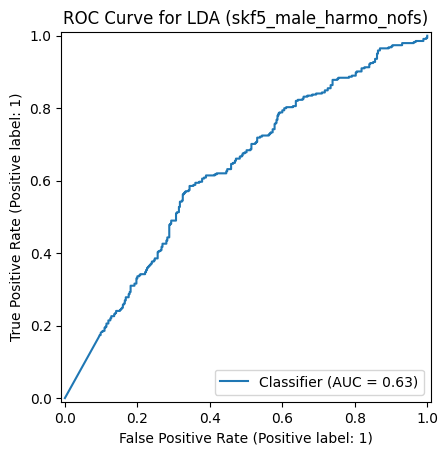 ROC Curve for LDA (skf5_male_harmo_nofs)
True Positive Rate (Positive label: 1)
1.0
0.8
0.6
0.4
0.2
0.0
Classifier (AUC = 0.63)
0.0 0.2 0.4 0.6 0.8 1.0
False Positive Rate (Positive label: 1)